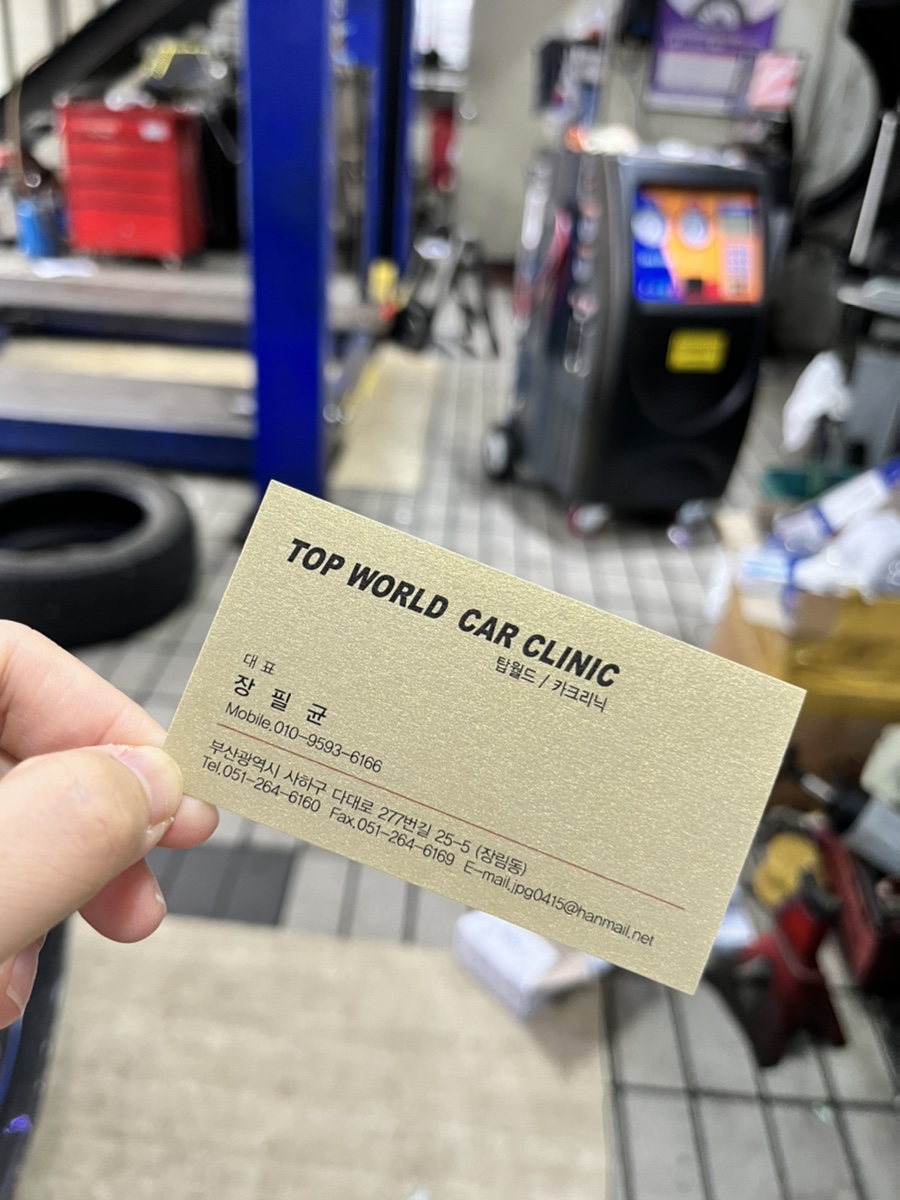 TOP WORLD CAR CLINIC
탑월드 / 카크리닉
대 표
장 필 균
Mobile.010-9593-6166
부산광역시 사하구 다대로 277번길 25-5 (장림동)
Tel.051-264-6160 Fax.051-264-6169 E-mail.jpg0415@hanmail.net